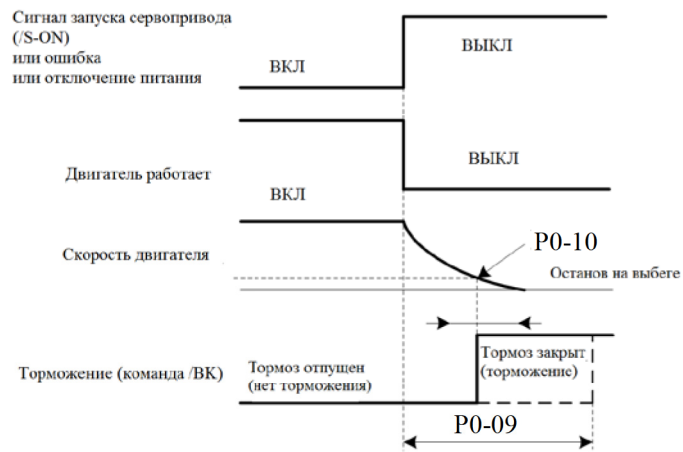 Сигнал запуска сервопривода
(/S-ON)
или ошибка
или отключение питания
ВКЛ
ВЫКЛ
Двигатель работает
ВКЛ
ВЫКЛ
Скорость двигателя
P0-10
Останов на выбеге
Торможение (команда /BK)
Тормоз отпущен
(нет торможения)
Тормоз закрыт
(торможение)
P0-09